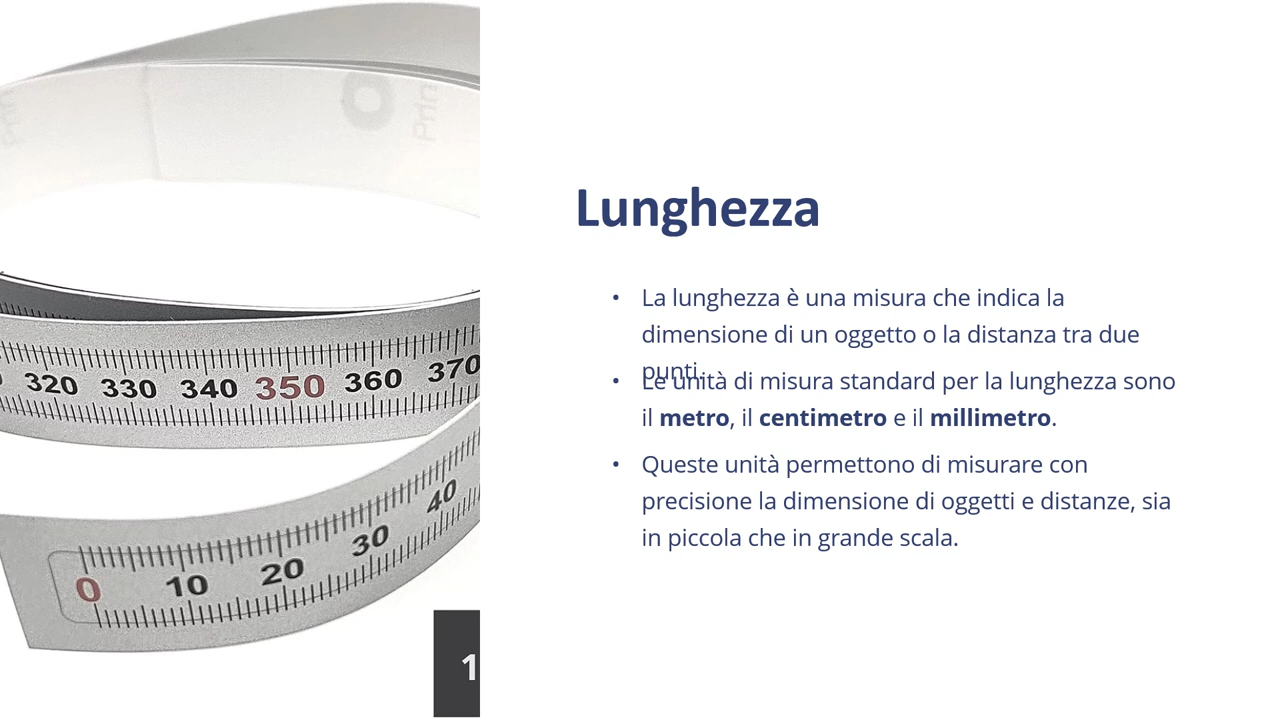 Lunghezza
• La lunghezza è una misura che indica la
dimensione di un oggetto o la distanza tra due
punti.
• Le unità di misura standard per la lunghezza sono
il metro, il centimetro e il millimetro.
• Queste unità permettono di misurare con
precisione la dimensione di oggetti e distanze, sia
in piccola che in grande scala.
320 330 340 350 360 370
0 10 20 30 40
1